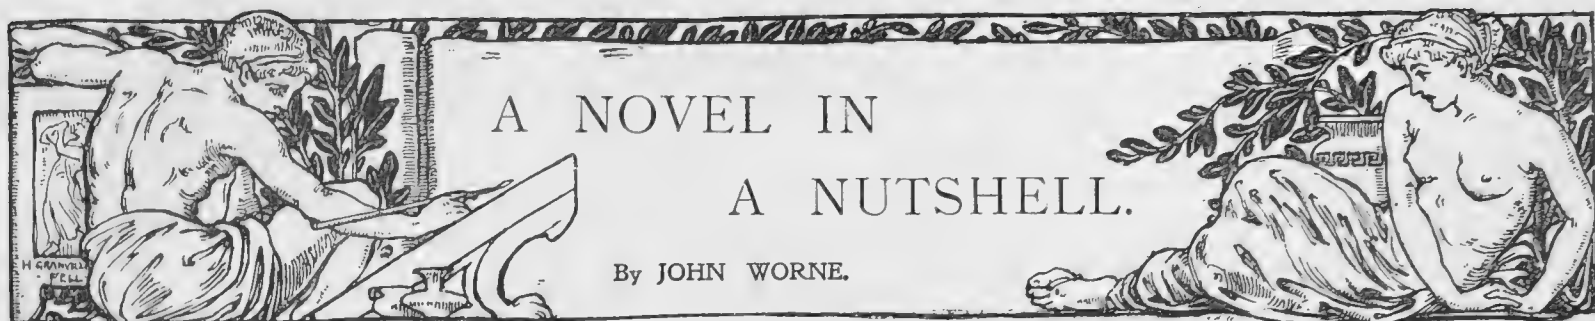 A NOVEL IN
A NUTSHELL.
By JOHN WORNE.
H GRANVILLE
FELL